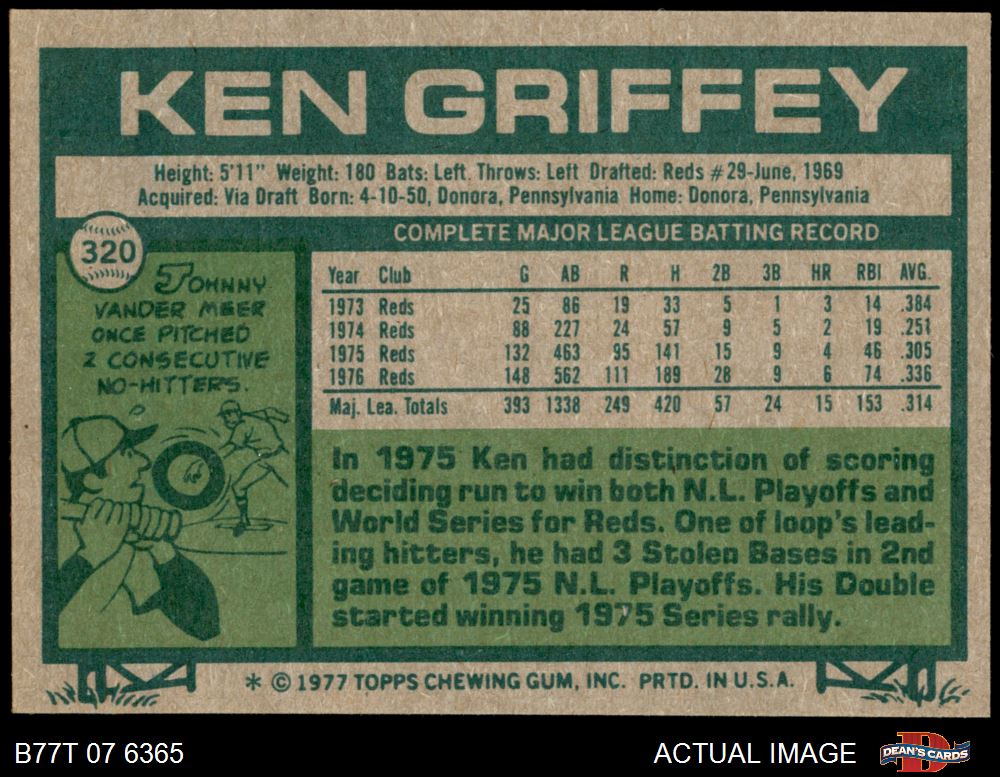 KEN GRIFFEY
Height: 5'11" Weight: 180 Bats: Left Throws: Left Drafted: Reds #29-June, 1969
Acquired: Via Draft Born: 4-10-50, Donora, Pennsylvania Home: Donora, Pennsylvania
320
JOHNNY
VANDER MEER
ONCE PITCHED
2 CONSECUTIVE
NO-HITTERS.
COMPLETE MAJOR LEAGUE BATTING RECORD
Year Club G AB R H 2B 3B HR RBI AVG.
1973 Reds 25 86 19 33 5 1 3 14 .384
1974 Reds 88 227 24 57 9 5 2 19 .251
1975 Reds 132 463 95 141 15 9 4 46 .305
1976 Reds 148 562 111 189 28 9 6 74 .336
Maj. Lea. Totals 393 1338 249 420 57 24 15 153 .314
In 1975 Ken had distinction of scoring
deciding run to win both N.L. Playoffs and
World Series for Reds. One of loop's lead-
ing hitters, he had 3 Stolen Bases in 2nd
game of 1975 N.L. Playoffs. His Double
started winning 1975 Series rally.
* © 1977 TOPPS CHEWING GUM, INC. PRTD. IN U.S.A.
B77T 07 6365
ACTUAL IMAGE
DEAN'S CARDS